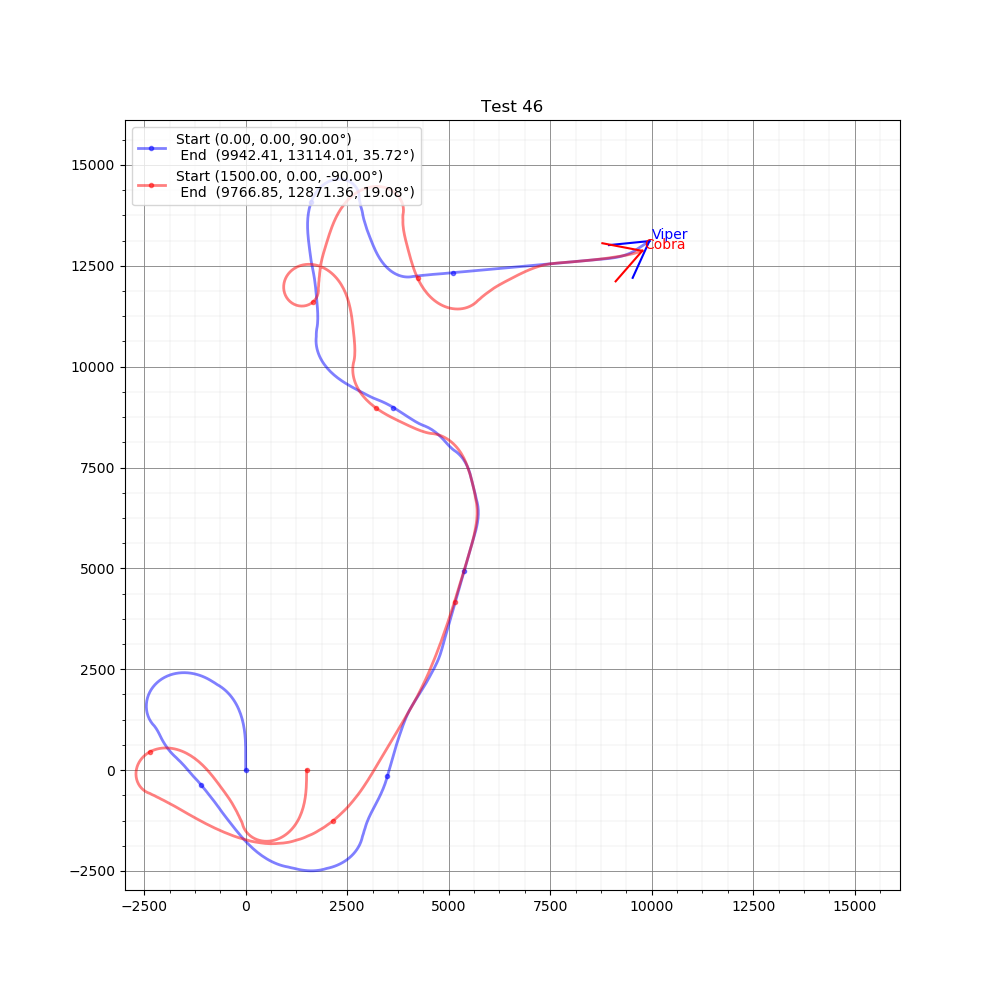 Test 46
Start (0.00, 0.00, 90.00°)
End (9942.41, 13114.01, 35.72°)
Start (1500.00, 0.00, -90.00°)
End (9766.85, 12871.36, 19.08°)
15000
12500
10000
7500
5000
2500
0
−2500
Viper
Cobra
−2500 0 2500 5000 7500 10000 12500 15000